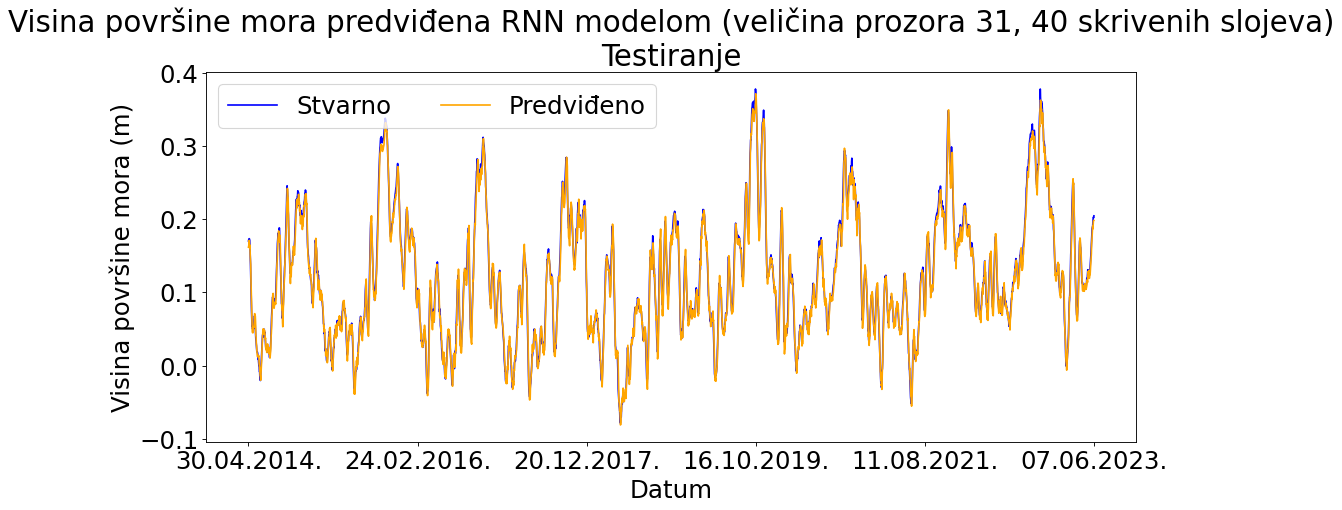 Visina površine mora predviđena RNN modelom (veličina prozora 31, 40 skrivenih slojeva)
Testiranje
Stvarno
Predviđeno
Visina površine mora (m)
0.4
0.3
0.2
0.1
0.0
−0.1
30.04.2014.
24.02.2016.
20.12.2017.
16.10.2019.
11.08.2021.
07.06.2023.
Datum